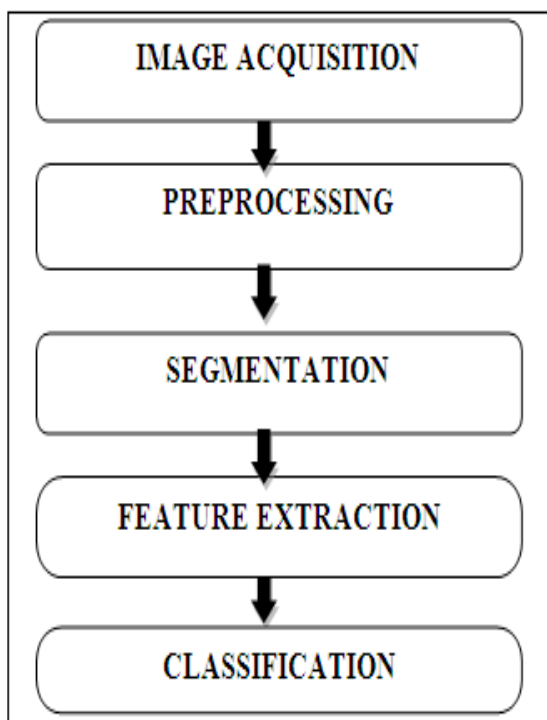 IMAGE ACQUISITION
PREPROCESSING
SEGMENTATION
FEATURE EXTRACTION
CLASSIFICATION